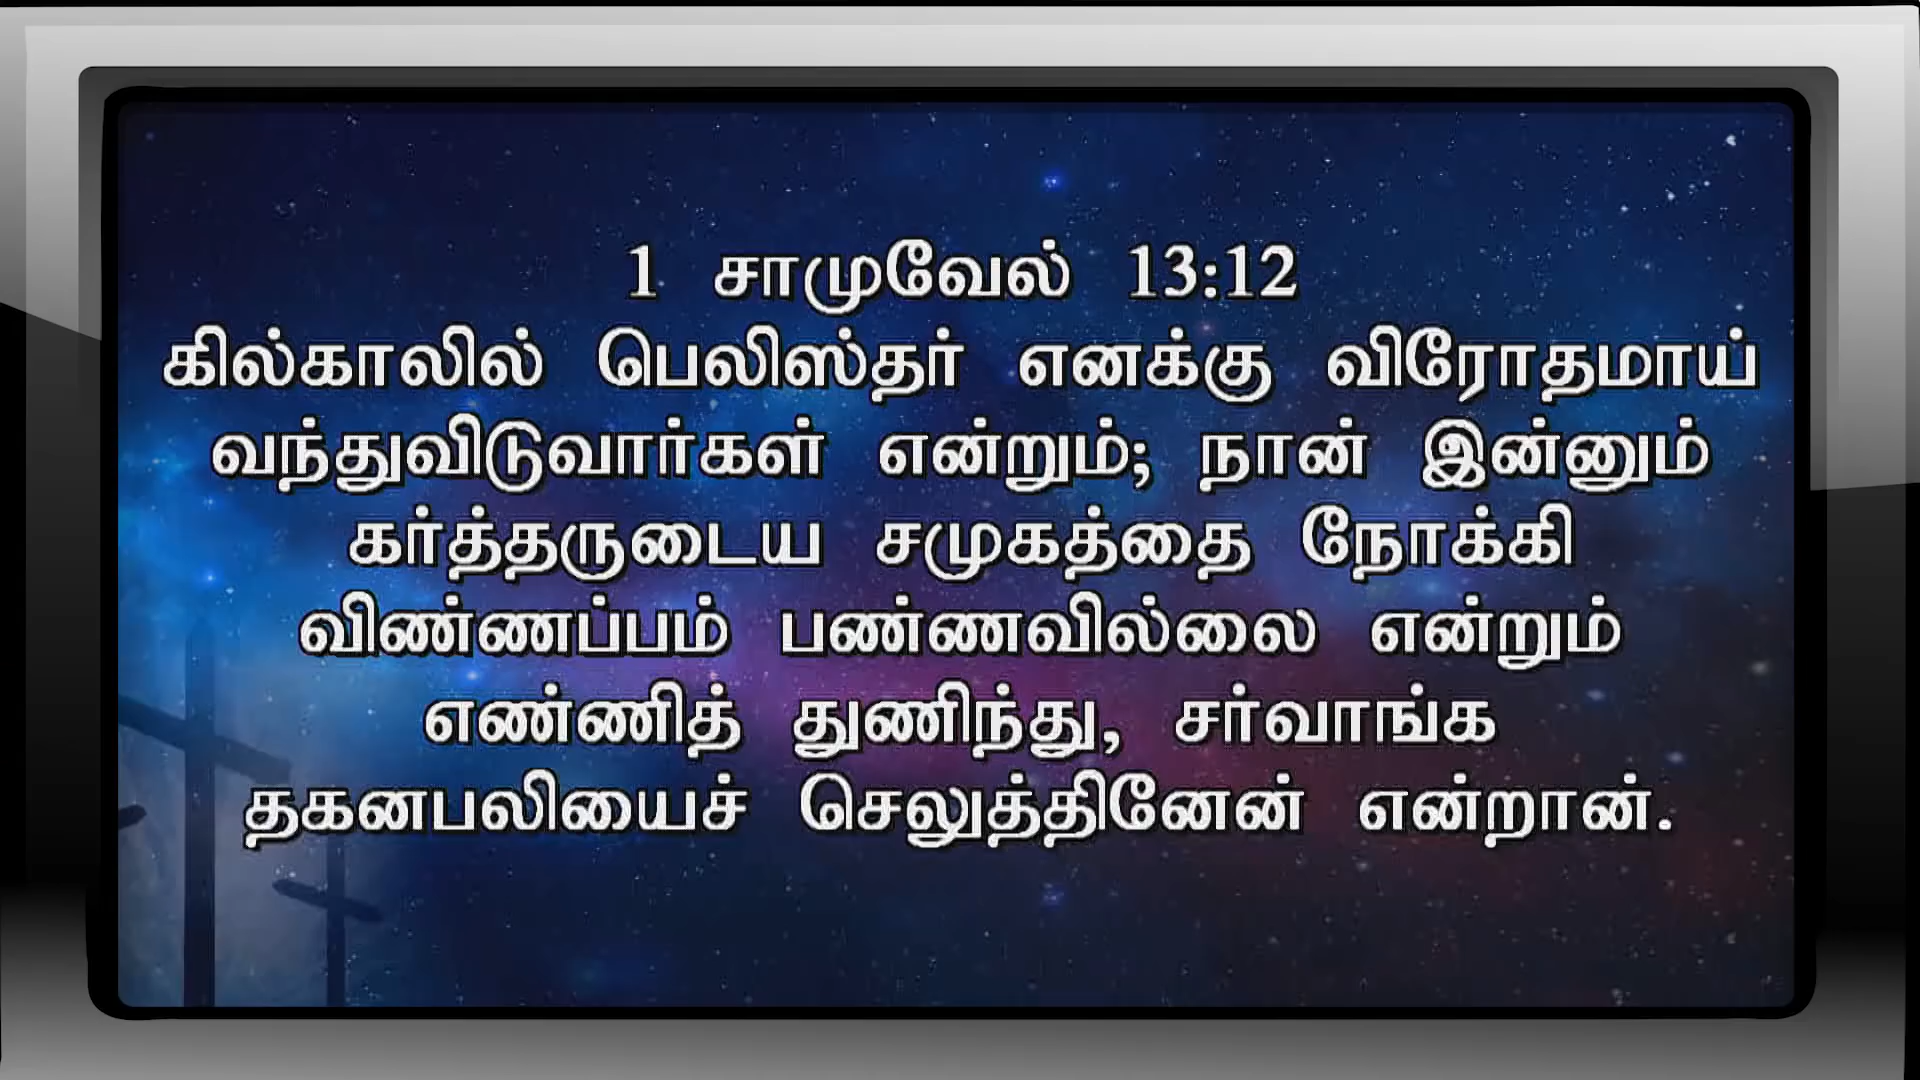 1 சாமுவேல் 13:12
கில்காலில் பெலிஸ்தர் எனக்கு விரோதமாய்
வந்துவிடுவார்கள் என்றும்; நான் இன்னும்
கர்த்தருடைய சமுகத்தை நோக்கி
விண்ணப்பம் பண்ணவில்லை என்றும்
எண்ணித் துணிந்து, சர்வாங்க
தகனபலியைச் செலுத்தினேன் என்றான்.